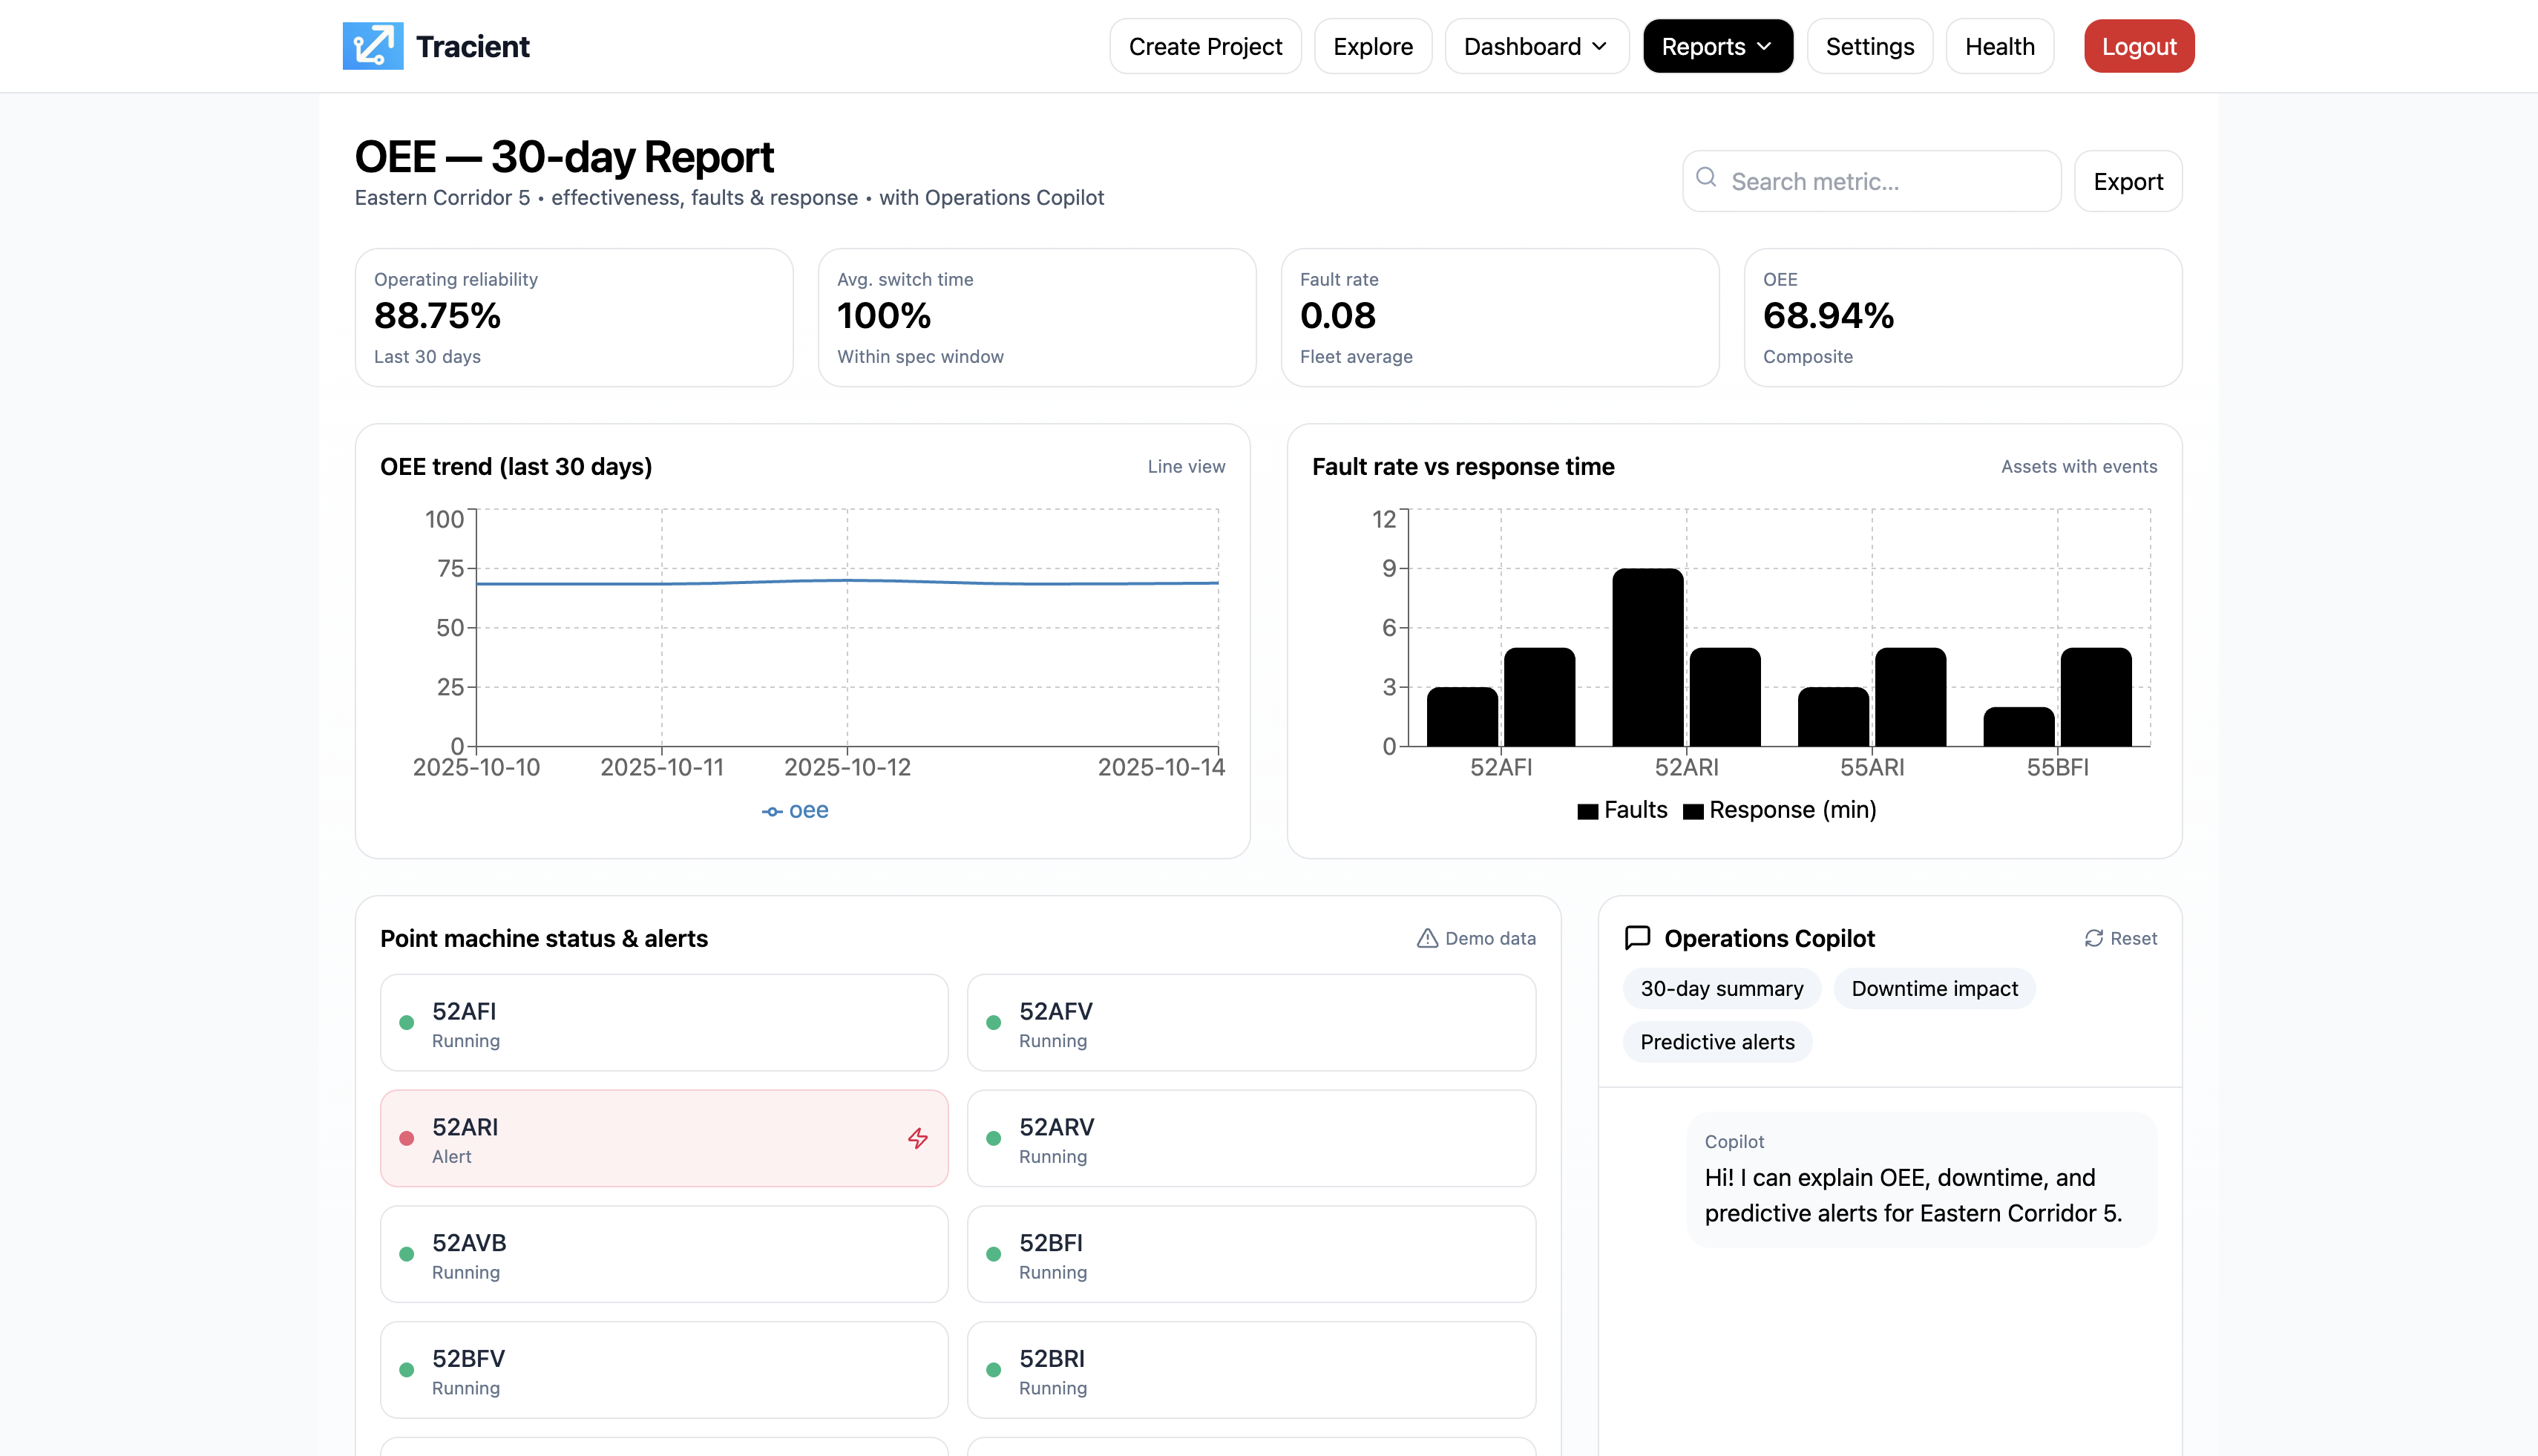 Tracient
Create Project
Explore
Dashboard
Reports
Settings
Health
Logout
OEE — 30-day Report
Eastern Corridor 5 • effectiveness, faults & response • with Operations Copilot
Search metric...
Export
Operating reliability
88.75%
Last 30 days
Avg. switch time
100%
Within spec window
Fault rate
0.08
Fleet average
OEE
68.94%
Composite
OEE trend (last 30 days)
Line view
100
75
50
25
0
2025-10-10 2025-10-11 2025-10-12 2025-10-14
oee
Fault rate vs response time
Assets with events
12
9
6
3
0
52AFI 52ARI 55ARI 55BFI
Faults Response (min)
Point machine status & alerts
Demo data
52AFI
Running
52AFV
Running
52ARI
Alert
52ARV
Running
52AVB
Running
52BFI
Running
52BFV
Running
52BRI
Running
Operations Copilot
Reset
30-day summary
Downtime impact
Predictive alerts
Copilot
Hi! I can explain OEE, downtime, and
predictive alerts for Eastern Corridor 5.